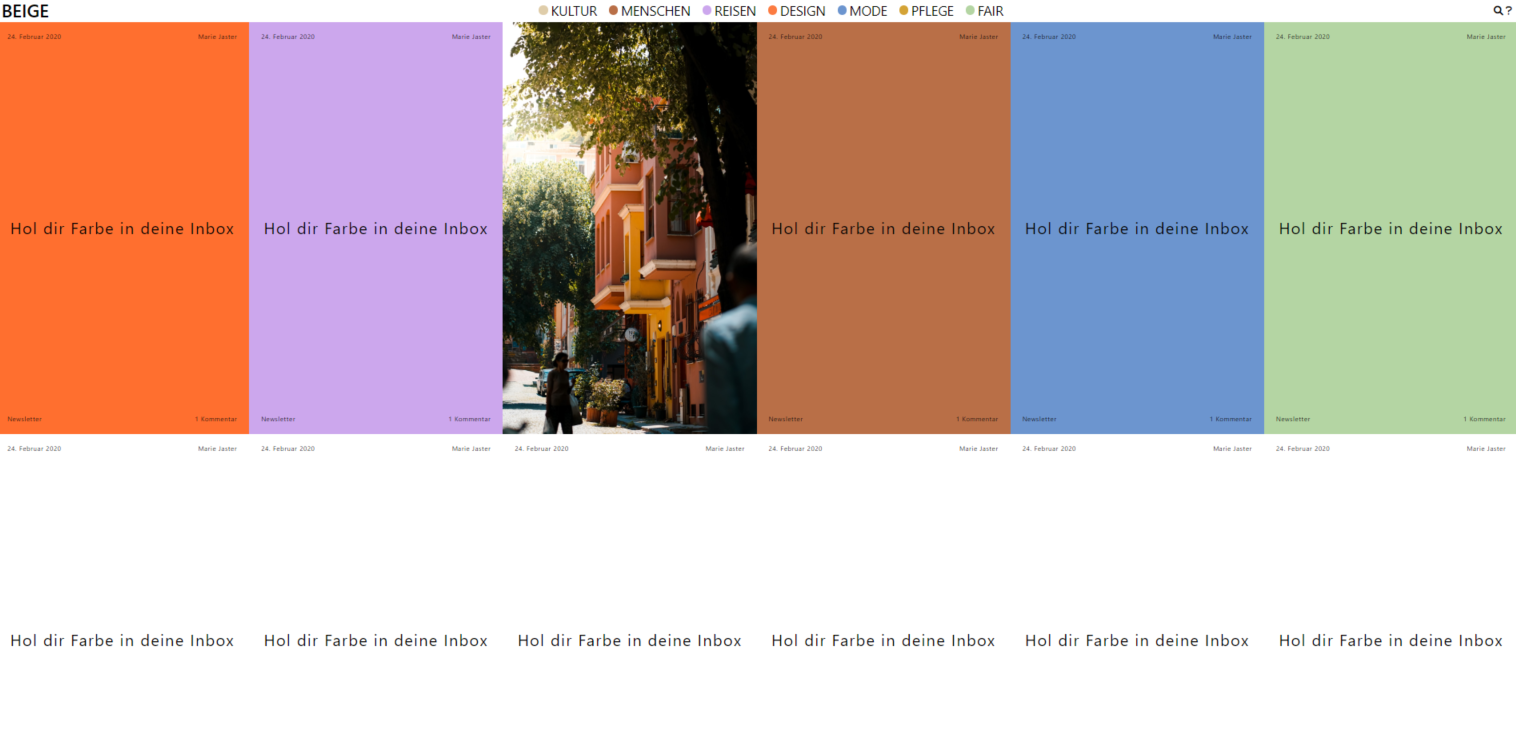 BEIGE KULTUR MENSCHEN REISEN DESIGN MODE PFLEGE FAIR ?
24. Februar 2020 Marie Jaster 24. Februar 2020 Marie Jaster 24. Februar 2020 Marie Jaster 24. Februar 2020 Marie Jaster 24. Februar 2020 Marie Jaster
Hol dir Farbe in deine Inbox Hol dir Farbe in deine Inbox Hol dir Farbe in deine Inbox Hol dir Farbe in deine Inbox Hol dir Farbe in deine Inbox
Newsletter 1 Kommentar Newsletter 1 Kommentar Newsletter 1 Kommentar Newsletter 1 Kommentar Newsletter 1 Kommentar
24. Februar 2020 Marie Jaster 24. Februar 2020 Marie Jaster 24. Februar 2020 Marie Jaster 24. Februar 2020 Marie Jaster 24. Februar 2020 Marie Jaster 24. Februar 2020 Marie Jaster
Hol dir Farbe in deine Inbox Hol dir Farbe in deine Inbox Hol dir Farbe in deine Inbox Hol dir Farbe in deine Inbox Hol dir Farbe in deine Inbox Hol dir Farbe in deine Inbox